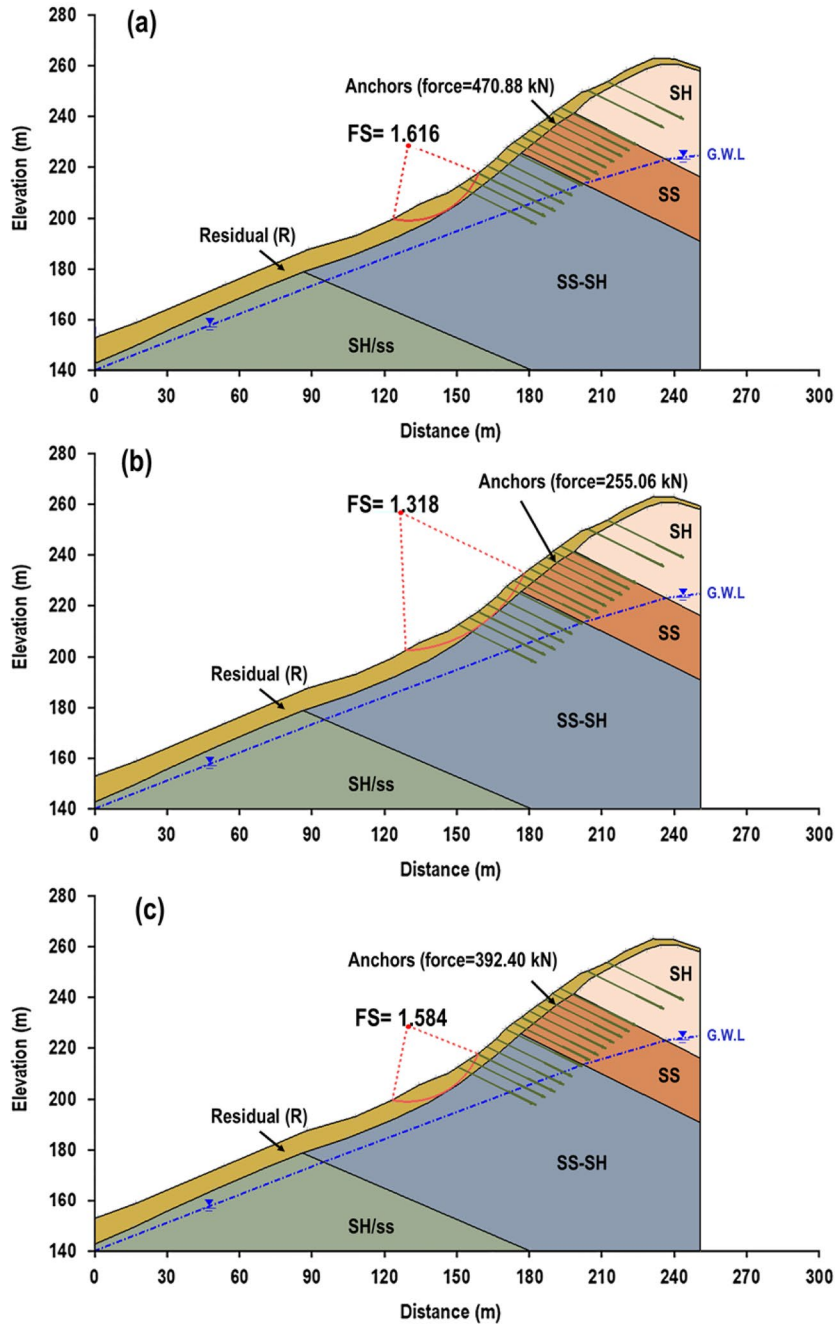 (a)
280
260
240
220
200
180
160
140
Elevation (m)
Anchors (force=470.88 kN)
FS= 1.616
Residual (R)
SH
G.W.L
SS
SS-SH
SH/ss
0 30 60 90 120 150 180 210 240 270 300
Distance (m)
(b)
280
260
240
220
200
180
160
140
Elevation (m)
Anchors (force=255.06 kN)
FS= 1.318
Residual (R)
SH
G.W.L
SS
SS-SH
SH/ss
0 30 60 90 120 150 180 210 240 270 300
Distance (m)
(c)
280
260
240
220
200
180
160
140
Elevation (m)
Anchors (force=392.40 kN)
FS= 1.584
Residual (R)
SH
G.W.L
SS
SS-SH
SH/ss
0 30 60 90 120 150 180 210 240 270 300
Distance (m)